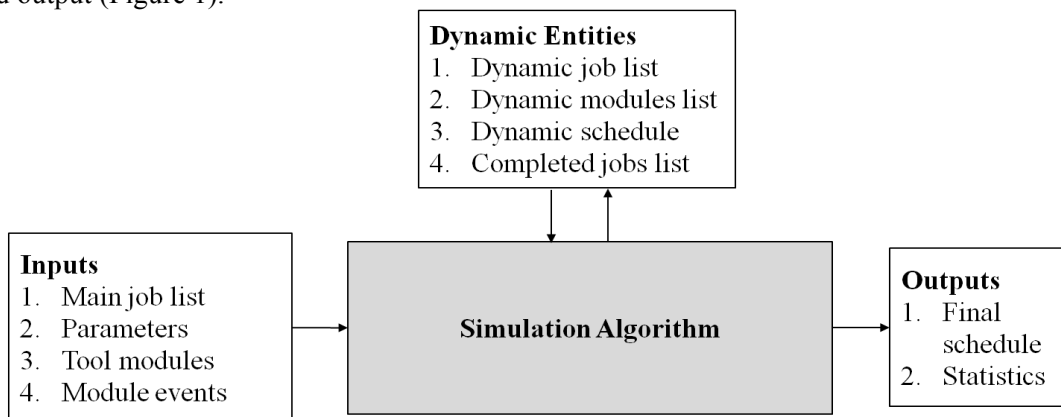 d output (Figure 1).
Dynamic Entities
1. Dynamic job list
2. Dynamic modules list
3. Dynamic schedule
4. Completed jobs list
Inputs
1. Main job list
2. Parameters
3. Tool modules
4. Module events
Simulation Algorithm
Outputs
1. Final
schedule
2. Statistics